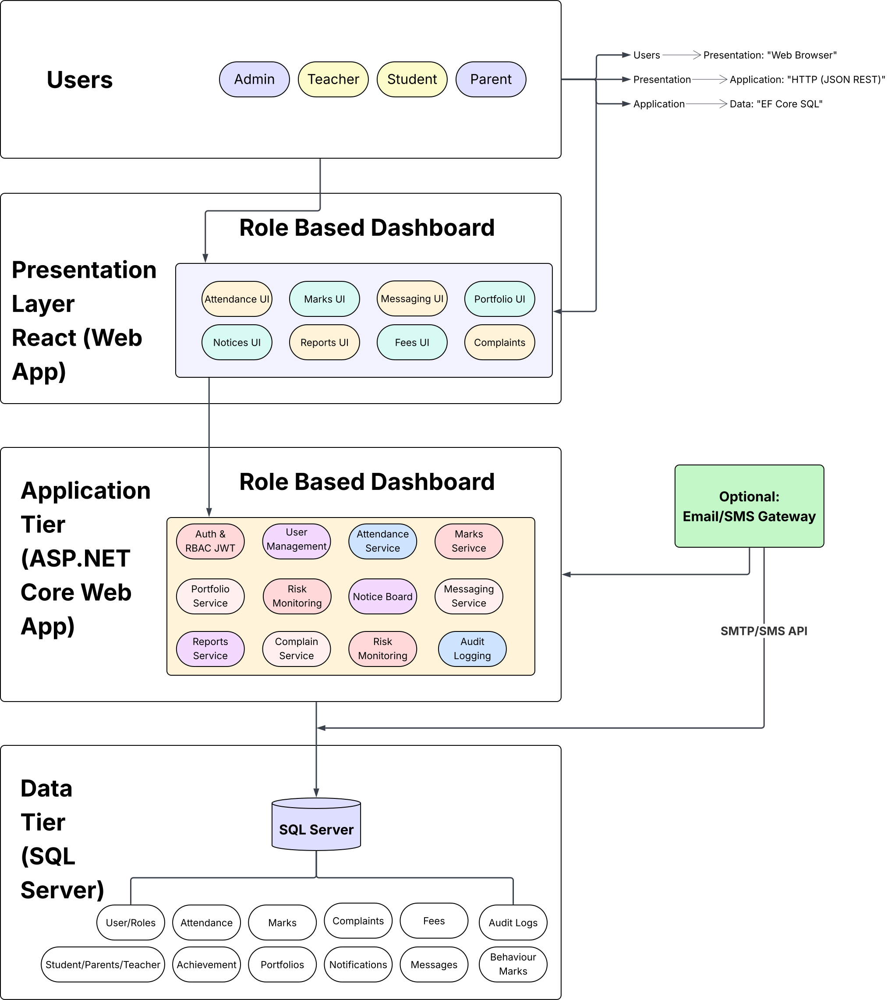 Users
Admin
Teacher
Student
Parent
Users
Presentation: "Web Browser"
Presentation
Application: "HTTP (JSON REST)"
Application
Data: "EF Core SQL"
Role Based Dashboard
Presentation
Layer
React (Web
App)
Attendance UI
Marks UI
Messaging UI
Portfolio UI
Notices UI
Reports UI
Fees UI
Complaints
Role Based Dashboard
Application
Tier
(ASP.NET
Core Web
App)
Auth &
RBAC JWT
User
Management
Attendance
Service
Marks
Serivce
Portfolio
Service
Risk
Monitoring
Notice Board
Messaging
Service
Reports
Service
Complain
Service
Risk
Monitoring
Audit
Logging
Optional:
Email/SMS Gateway
SMTP/SMS API
Data
Tier
(SQL
Server)
SQL Server
User/Roles
Attendance
Marks
Complaints
Fees
Audit Logs
Student/Parents/Teacher
Achievement
Portfolios
Notifications
Messages
Behaviour
Marks